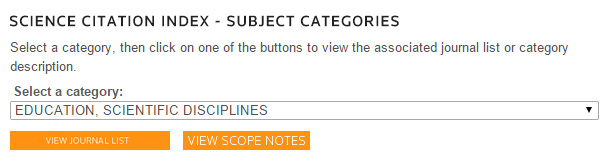 SCIENCE CITATION INDEX - SUBJECT CATEGORIES
Select a category, then click on one of the buttons to view the associated journal list or category
description.
Select a category:
EDUCATION, SCIENTIFIC DISCIPLINES
VIEW JOURNAL LIST VIEW SCOPE NOTES